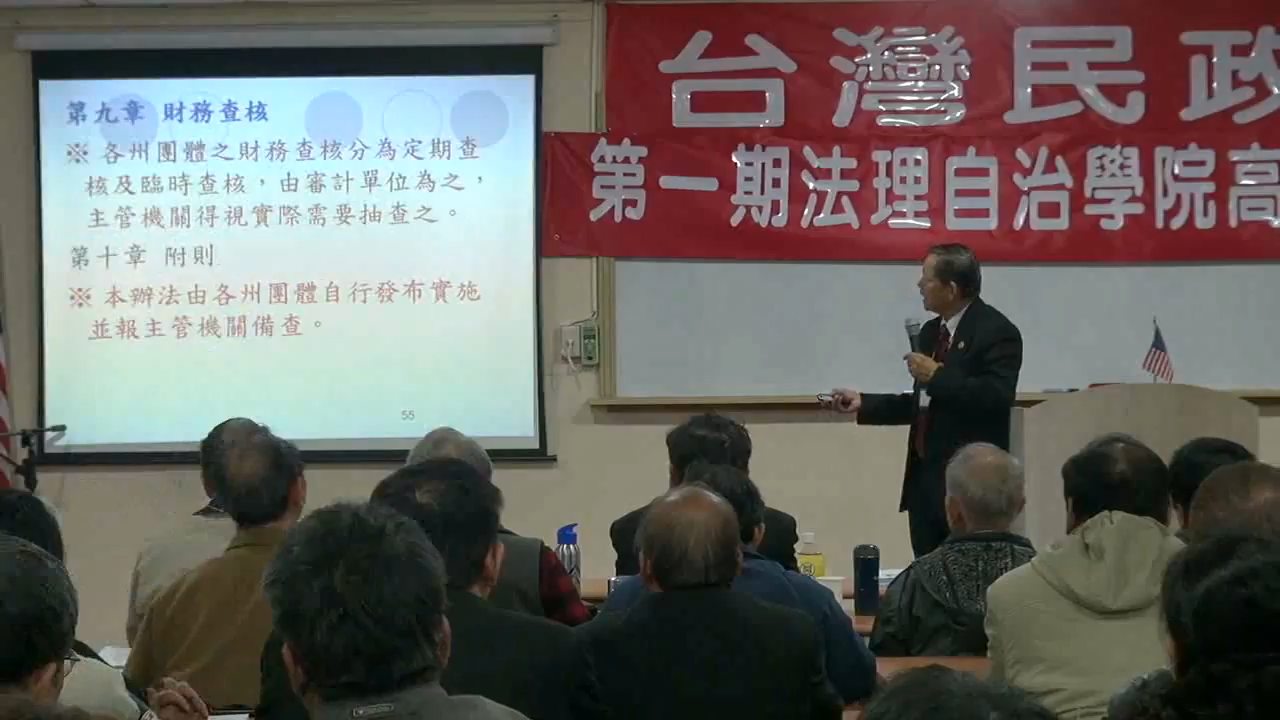 台灣民政
第一期法理自治學院高
第九章 財務查核
※ 各州團體之財務查核分為定期查
核及臨時查核，由審計單位為之，
主管機關得視實際需要抽查之。
第十章 附則
※ 本辦法由各州團體自行發布實施
並報主管機關備查。
55